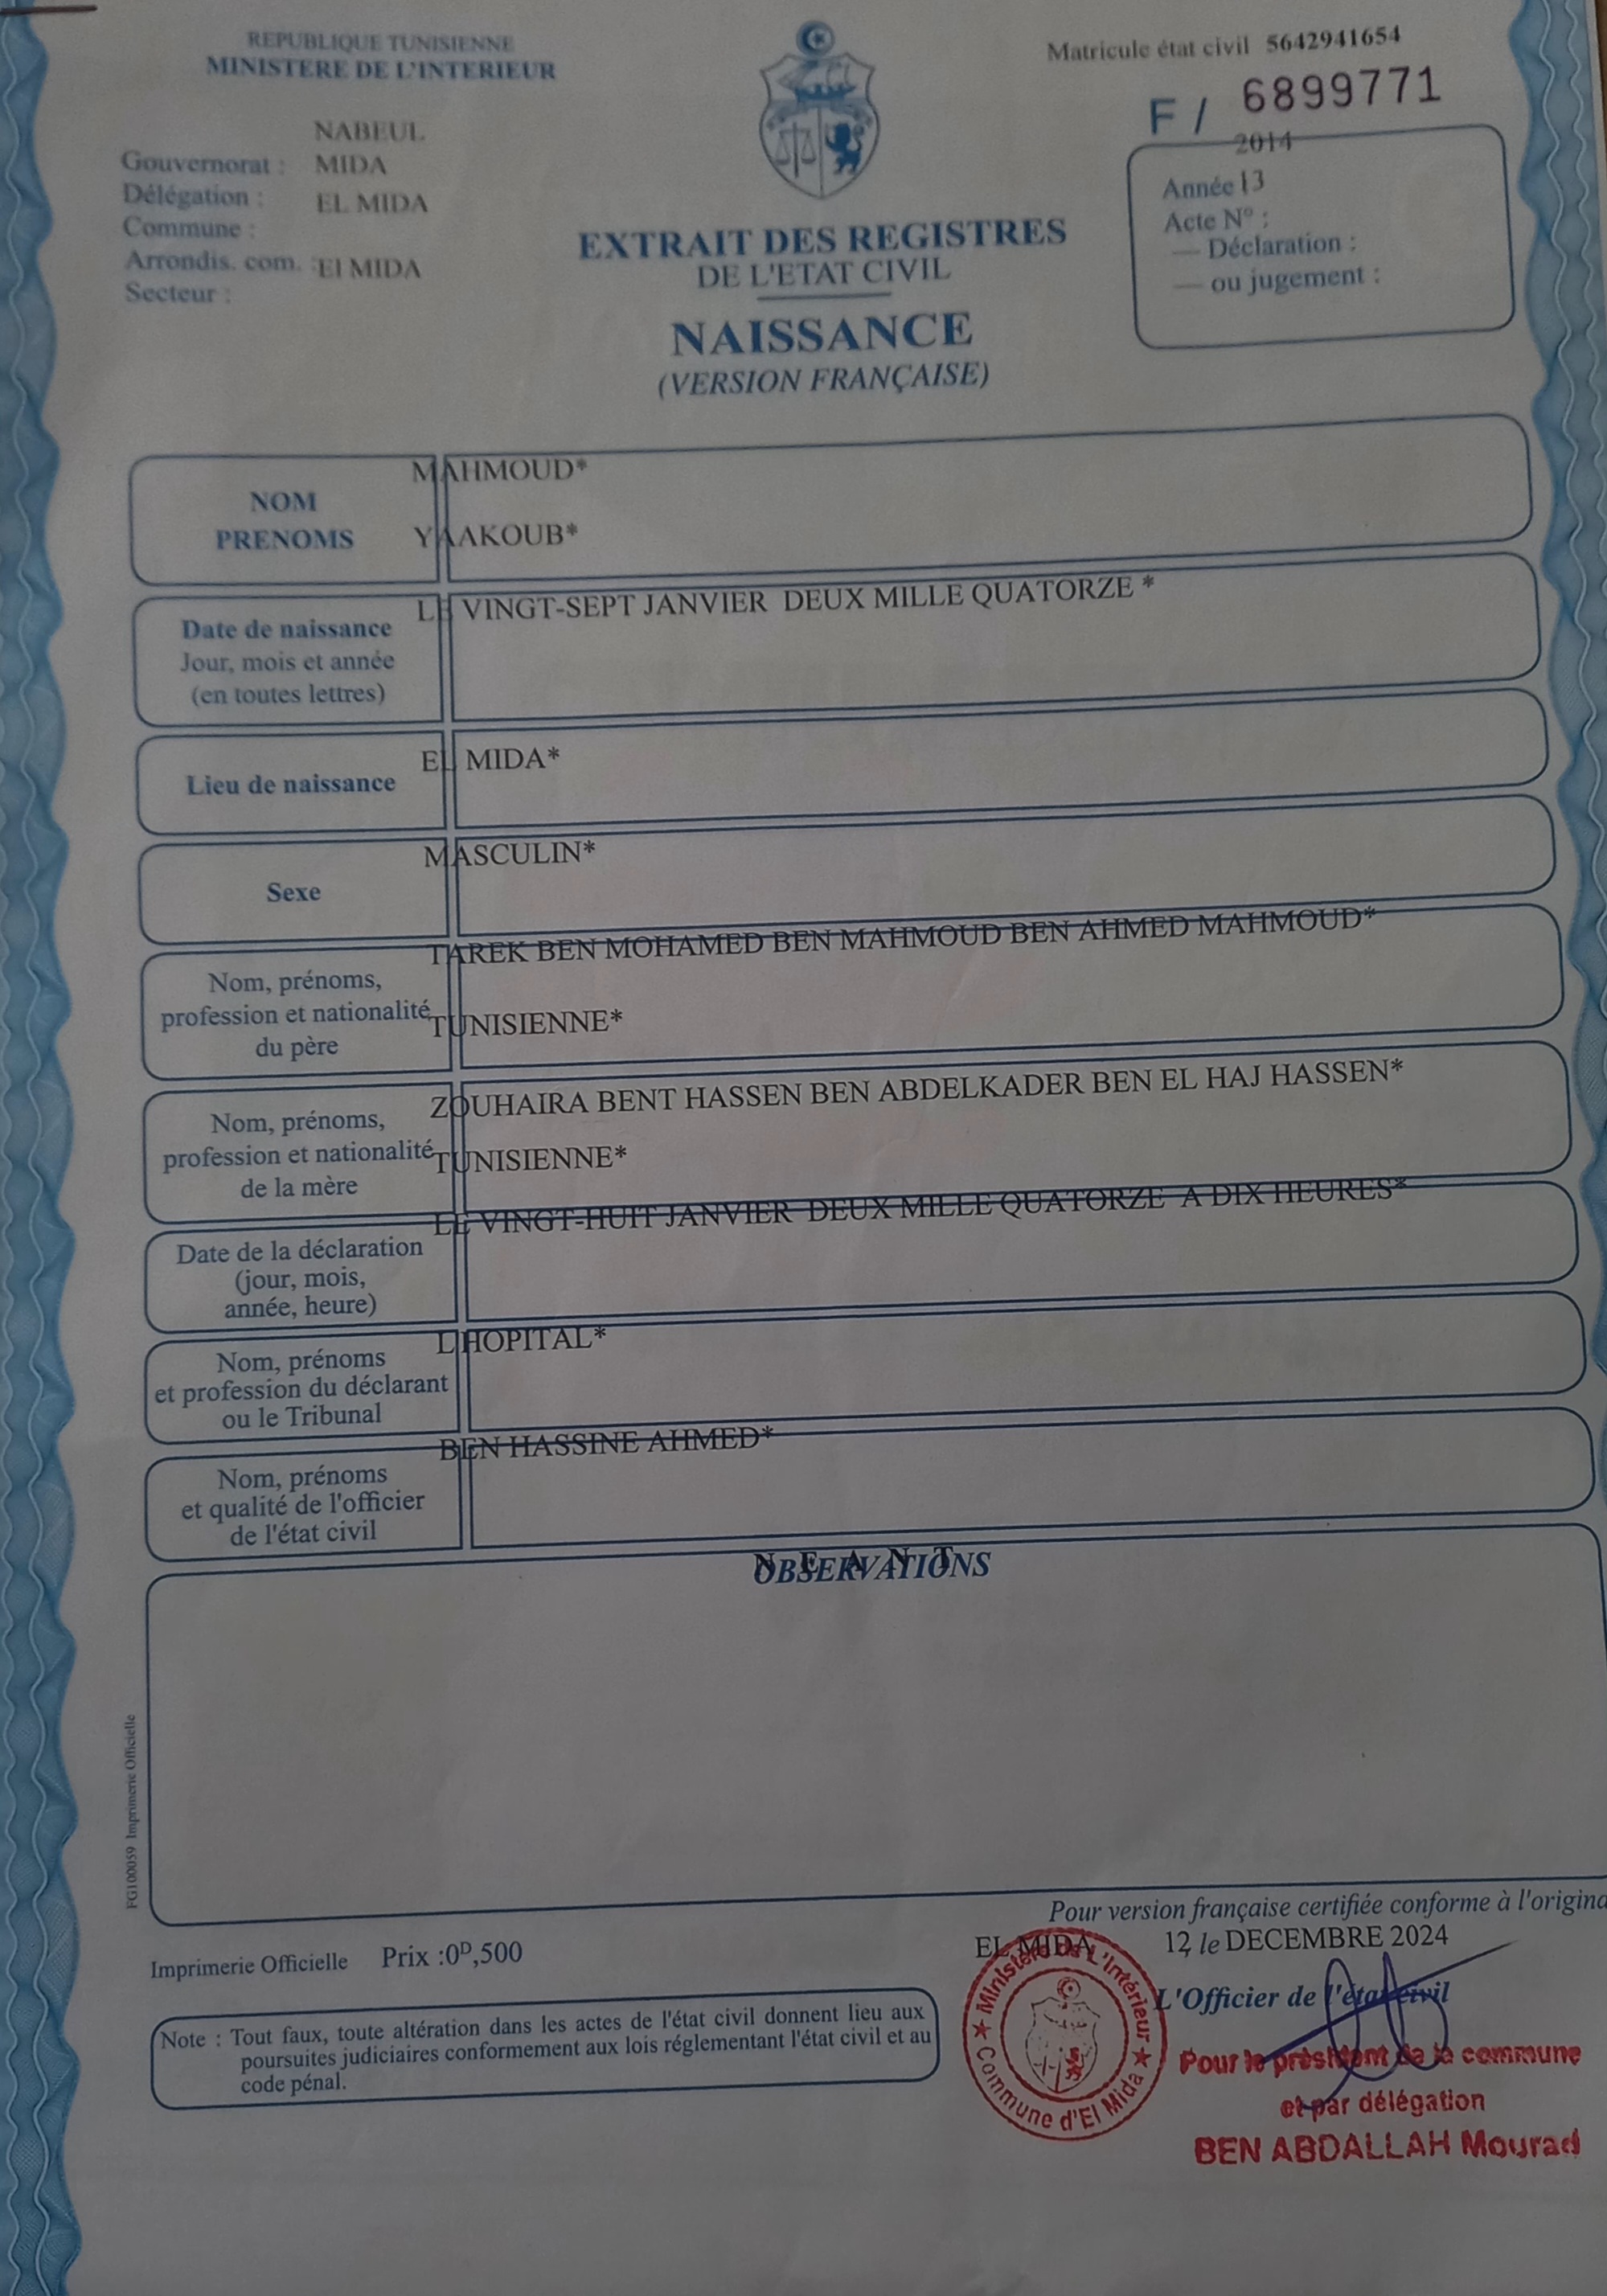 REPUBLIQUE TUNISIENNE
MINISTERE DE L'INTERIEUR
NABEUL
Gouvernorat : MIDA
Délégation : EL MIDA
Commune :
Arrondis. com. : El MIDA
Secteur :
Matricule état civil 5642941654
F / 6899771
2014
Année 13
Acte N° :
— Déclaration :
— ou jugement :
EXTRAIT DES REGISTRES
DE L'ETAT CIVIL
NAISSANCE
(VERSION FRANÇAISE)
NOM MAHMOUD*
PRENOMS YAAKOUB*
LE VINGT-SEPT JANVIER DEUX MILLE QUATORZE *
Date de naissance
Jour, mois et année
(en toutes lettres)
EL MIDA*
Lieu de naissance
MASCULIN*
Sexe
TAREK BEN MOHAMED BEN MAHMOUD BEN AHMED MAHMOUD*
Nom, prénoms,
profession et nationalité TUNISIENNE*
du père
ZOUHAIRA BENT HASSEN BEN ABDELKADER BEN EL HAJ HASSEN*
Nom, prénoms,
profession et nationalité TUNISIENNE*
de la mère
LE VINGT-HUIT JANVIER DEUX MILLE QUATORZE A DIX HEURES*
Date de la déclaration
(jour, mois,
année, heure)
L'HOPITAL*
Nom, prénoms
et profession du déclarant
ou le Tribunal
BEN HASSINE AHMED*
Nom, prénoms
et qualité de l'officier
de l'état civil
N E A N T
OBSERVATIONS
FG100059 Imprimerie Officielle
Pour version française certifiée conforme à l'origina
EL MIDA 12, le DECEMBRE 2024
Imprimerie Officielle Prix :0ᴰ,500
L'Officier de l'état civil
Note : Tout faux, toute altération dans les actes de l'état civil donnent lieu aux
poursuites judiciaires conformement aux lois réglementant l'état civil et au
code pénal.
Ministère de L'Intérieur
Commune d'El Mida
Pour le président de la commune
et par délégation
BEN ABDALLAH Mourad